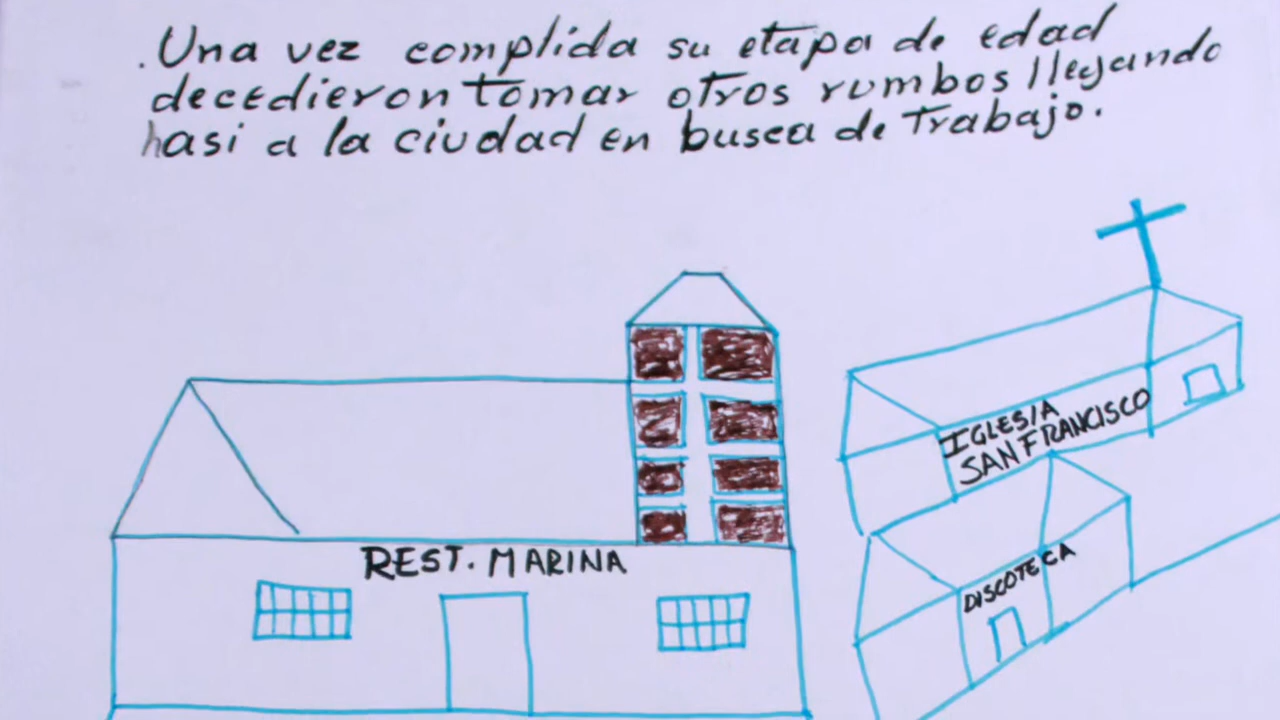 .Una vez complida su etapa de edad
decedieron tomar otros rumbos llegando
hasi a la ciudad en busca de Trabajo.
REST. MARINA
IGLESIA
SAN FRANCISCO
DISCOTECA